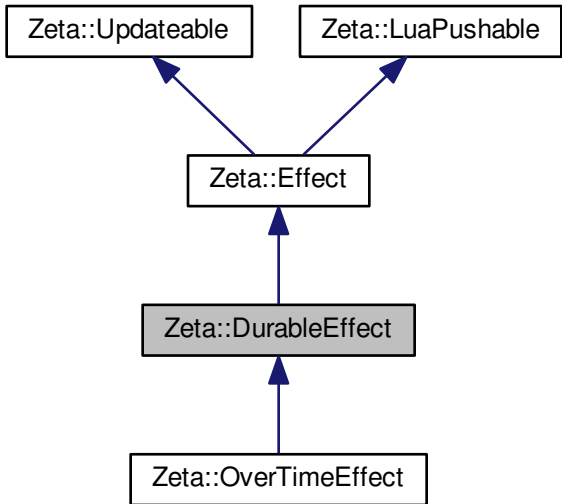 Zeta::Updateable
Zeta::LuaPushable
Zeta::Effect
Zeta::DurableEffect
Zeta::OverTimeEffect